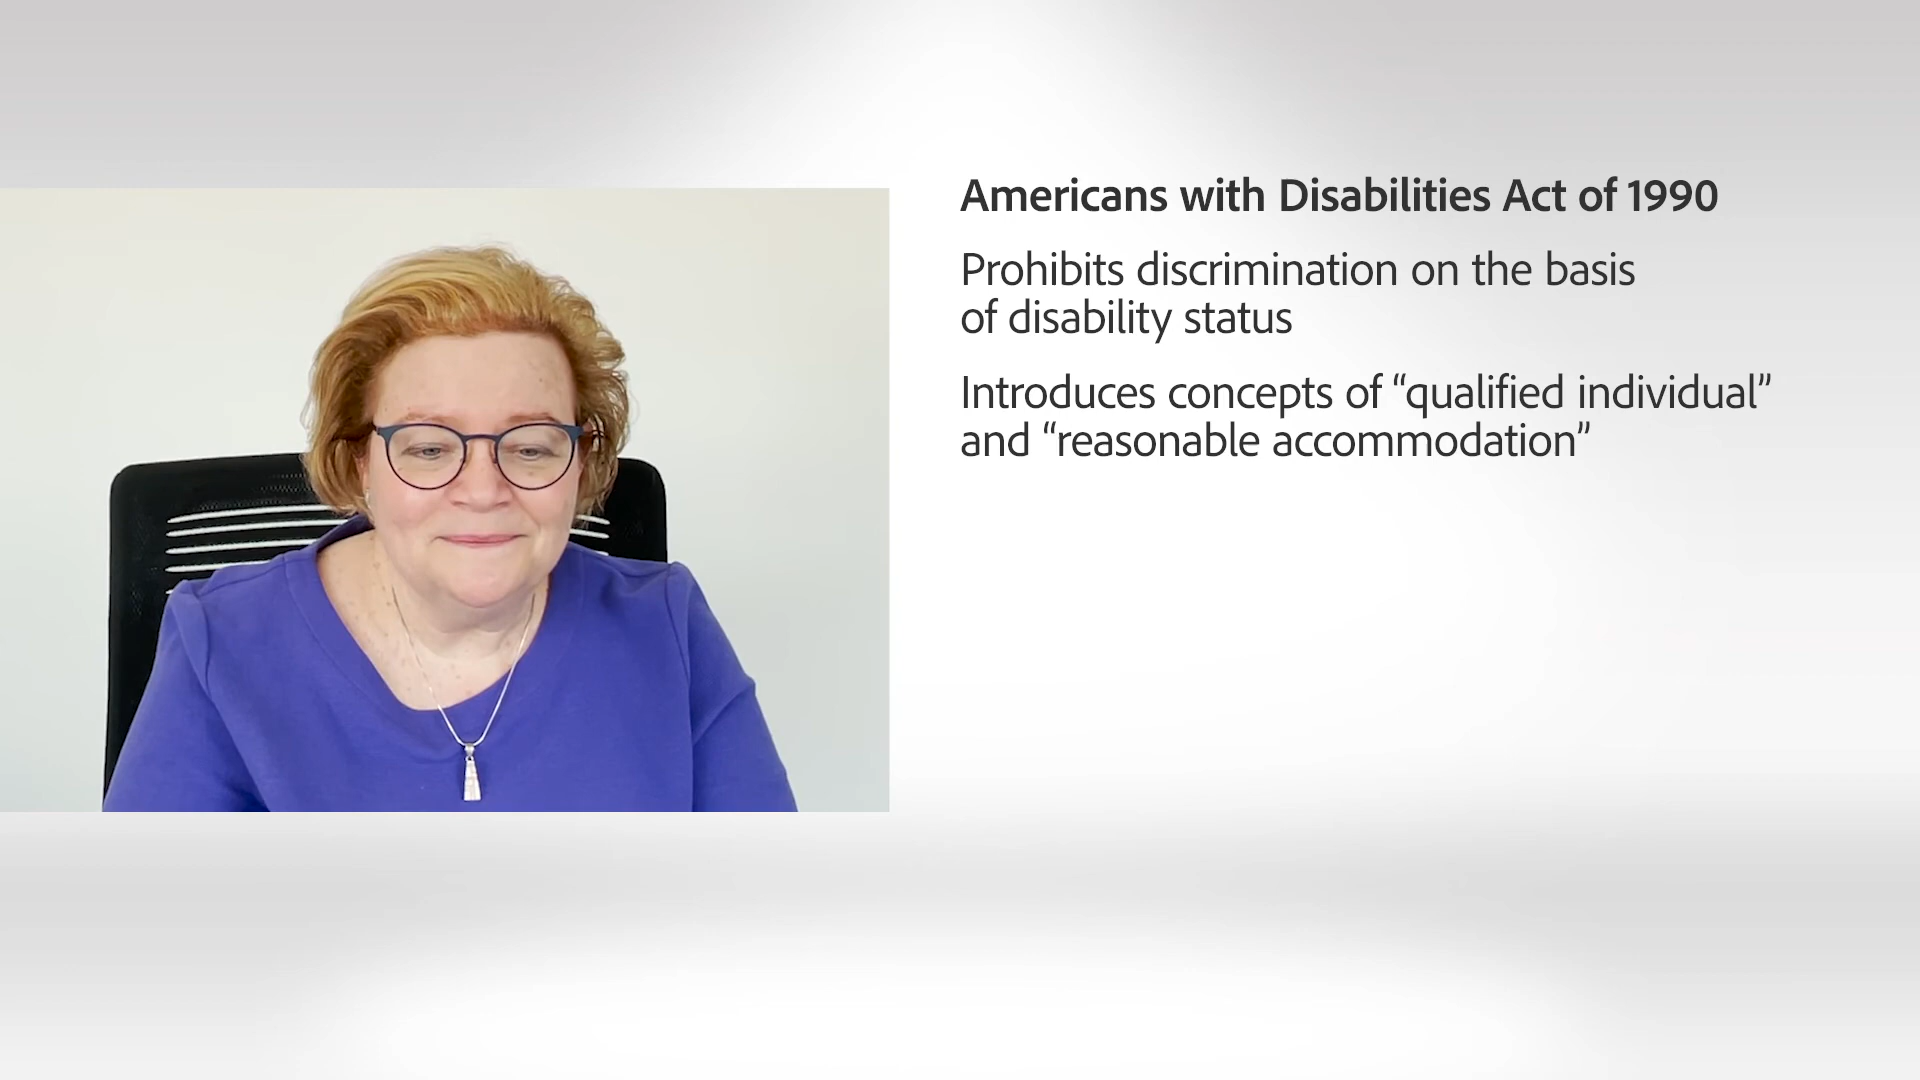 Americans with Disabilities Act of 1990
Prohibits discrimination on the basis
of disability status
Introduces concepts of “qualified individual”
and “reasonable accommodation”